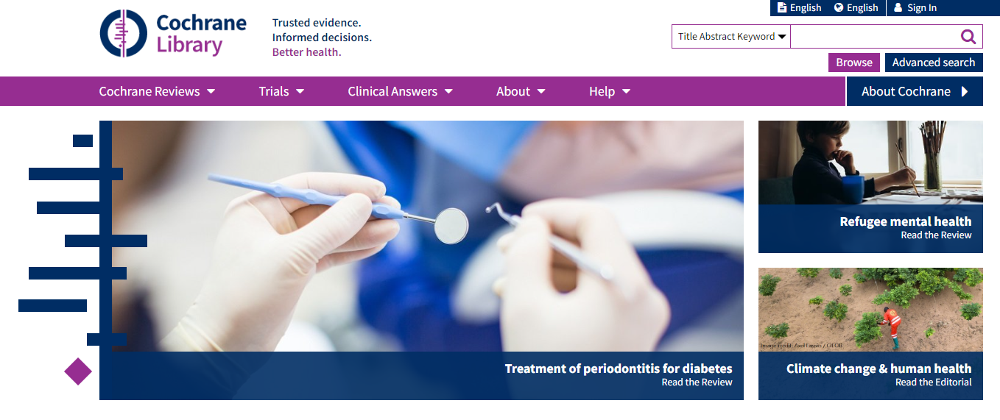 English
English
Sign In
Cochrane
Library
Trusted evidence.
Informed decisions.
Better health.
Title Abstract Keyword
Browse
Advanced search
Cochrane Reviews
Trials
Clinical Answers
About
Help
About Cochrane
Treatment of periodontitis for diabetes
Read the Review
Refugee mental health
Read the Review
Image credit: Axel Fassio / CIFOR
Climate change & human health
Read the Editorial